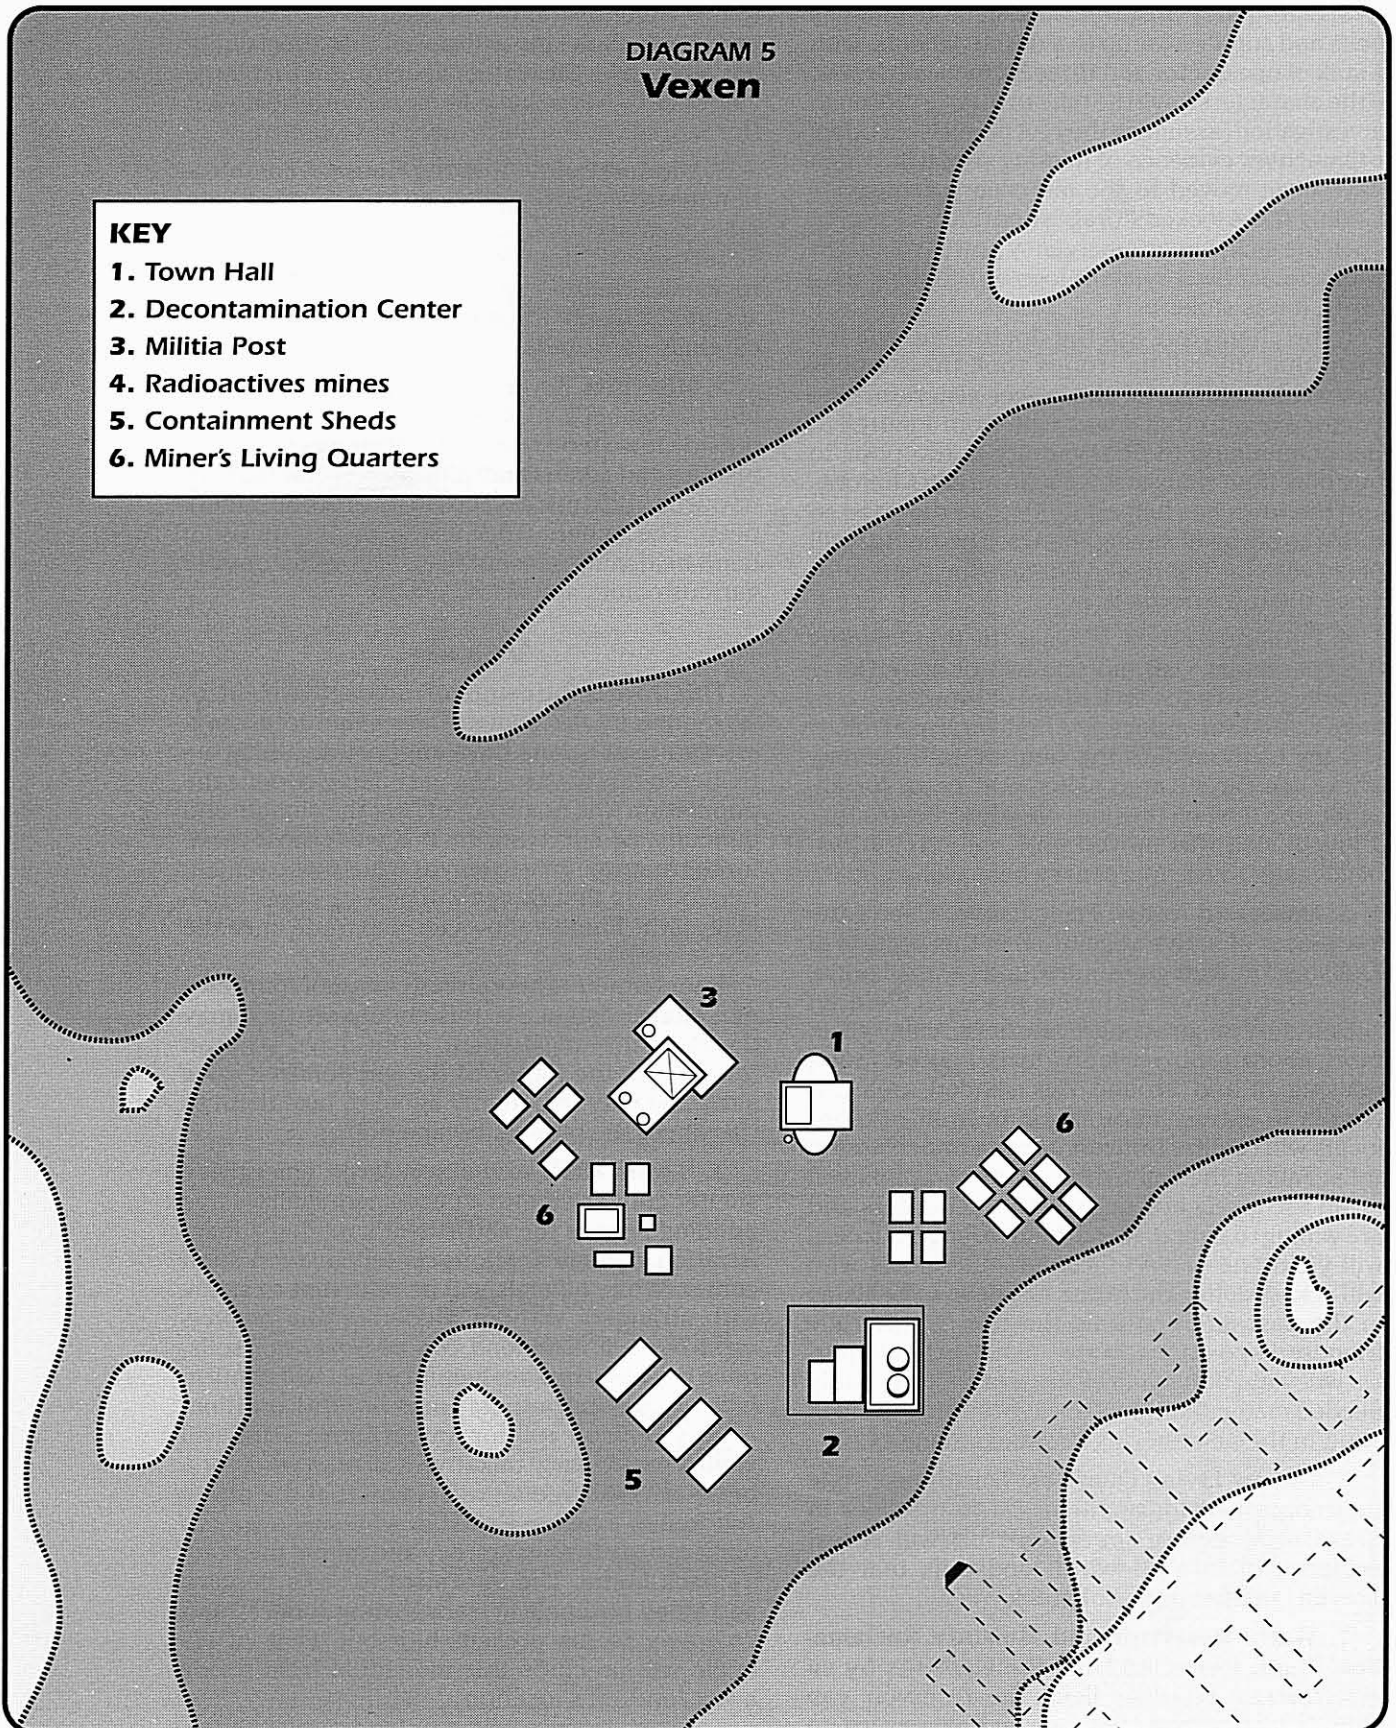 DIAGRAM 5
Vexen
KEY
1. Town Hall
2. Decontamination Center
3. Militia Post
4. Radioactives mines
5. Containment Sheds
6. Miner's Living Quarters
3
1
6
6
2
5